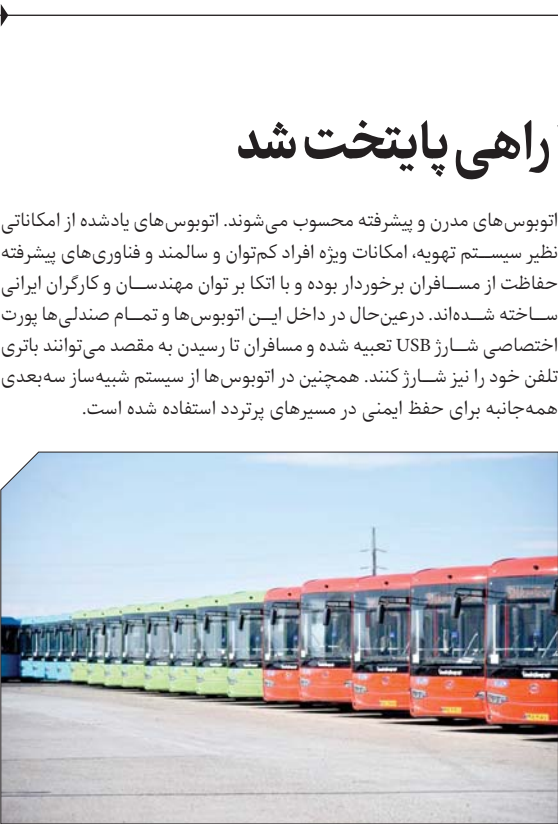 راهی پایتخت شد
اتوبوس‌های مدرن و پیشرفته محسوب می‌شوند. اتوبوس‌های یادشده از امکاناتی
نظیر سیستم تهویه، امکانات ویژه افراد کم‌توان و سالمند و فناوری‌های پیشرفته
حفاظت از مسافران برخوردار بوده و با اتکا بر توان مهندسان و کارگران ایرانی
ساخته شده‌اند. درعین‌حال در داخل این اتوبوس‌ها و تمام صندلی‌ها پورت
اختصاصی شارژ USB تعبیه شده و مسافران تا رسیدن به مقصد می‌توانند باتری
تلفن خود را نیز شارژ کنند. همچنین در اتوبوس‌ها از سیستم شبیه‌ساز سه‌بعدی
همه‌جانبه برای حفظ ایمنی در مسیرهای پرتردد استفاده شده است.